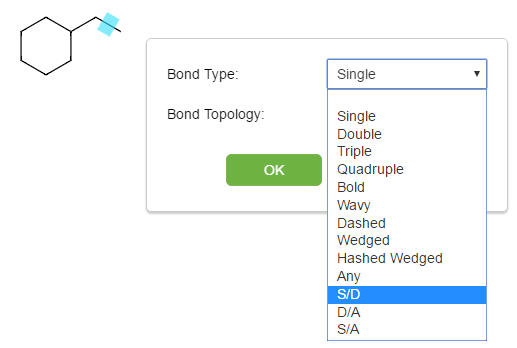 Bond Type:
Single
Bond Topology:
Single
Double
Triple
Quadruple
Bold
Wavy
Dashed
Wedged
Hashed Wedged
Any
S/D
D/A
S/A
OK